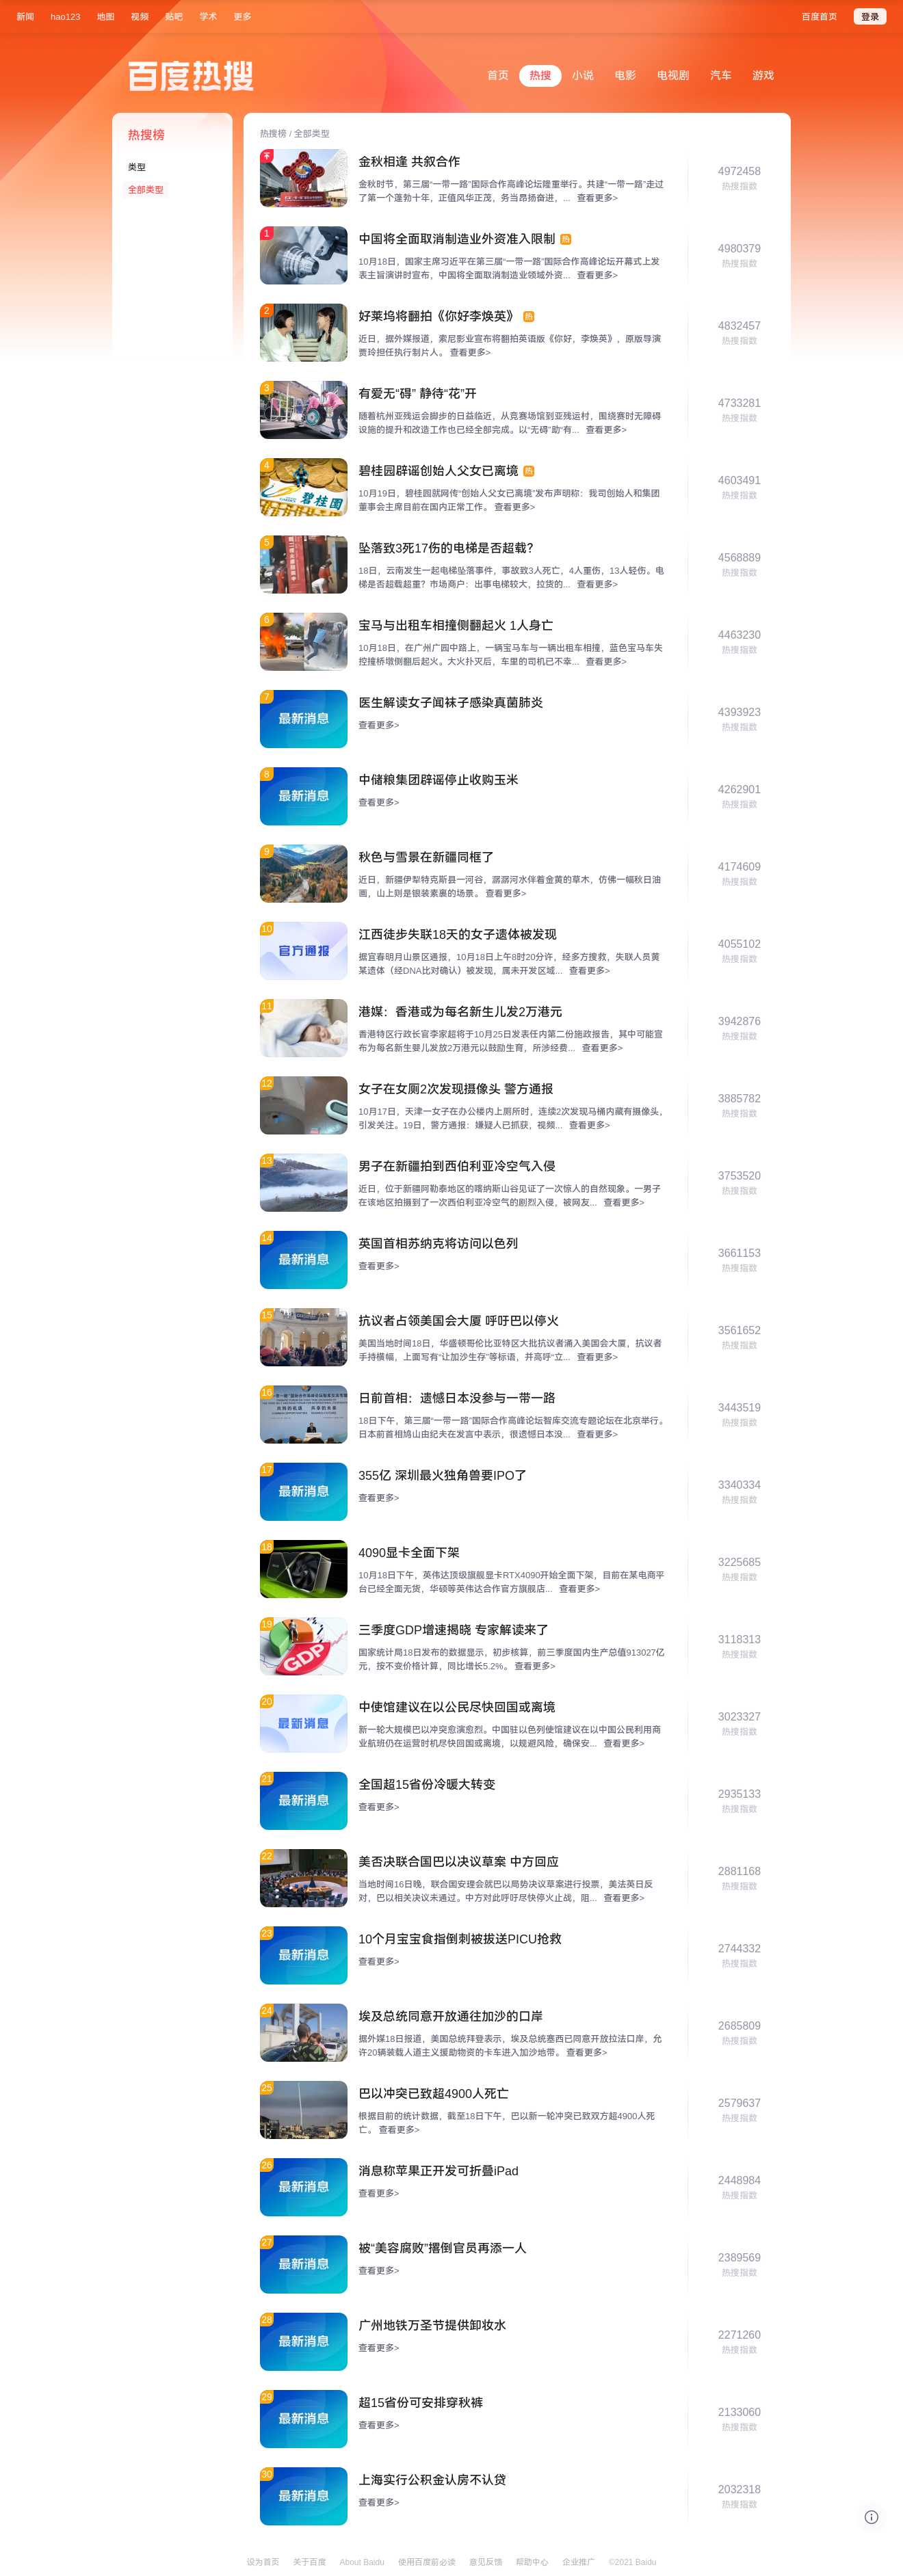 新闻 hao123 地图 视频 贴吧 学术 更多 百度首页 登录
百度热搜 首页 热搜 小说 电影 电视剧 汽车 游戏
热搜榜
类型
全部类型
热搜榜 / 全部类型
金秋相逢 共叙合作
金秋时节，第三届“一带一路”国际合作高峰论坛隆重举行。共建“一带一路”走过
了第一个蓬勃十年，正值风华正茂，务当昂扬奋进，... 查看更多>
4972458
热搜指数
1
中国将全面取消制造业外资准入限制 热
10月18日，国家主席习近平在第三届“一带一路”国际合作高峰论坛开幕式上发
表主旨演讲时宣布，中国将全面取消制造业领域外资... 查看更多>
4980379
热搜指数
2
好莱坞将翻拍《你好李焕英》 热
近日，据外媒报道，索尼影业宣布将翻拍英语版《你好，李焕英》，原版导演
贾玲担任执行制片人。 查看更多>
4832457
热搜指数
3
有爱无“碍” 静待“花”开
随着杭州亚残运会脚步的日益临近，从竞赛场馆到亚残运村，围绕赛时无障碍
设施的提升和改造工作也已经全部完成。以“无碍”助“有... 查看更多>
4733281
热搜指数
4
碧桂园
碧桂园辟谣创始人父女已离境 热
10月19日，碧桂园就网传“创始人父女已离境”发布声明称：我司创始人和集团
董事会主席目前在国内正常工作。 查看更多>
4603491
热搜指数
5
坠落致3死17伤的电梯是否超载？
18日，云南发生一起电梯坠落事件，事故致3人死亡，4人重伤，13人轻伤。电
梯是否超载超重？市场商户：出事电梯较大，拉货的... 查看更多>
4568889
热搜指数
6
宝马与出租车相撞侧翻起火 1人身亡
10月18日，在广州广园中路上，一辆宝马车与一辆出租车相撞，蓝色宝马车失
控撞桥墩侧翻后起火。大火扑灭后，车里的司机已不幸... 查看更多>
4463230
热搜指数
7
最新消息
医生解读女子闻袜子感染真菌肺炎
查看更多>
4393923
热搜指数
8
最新消息
中储粮集团辟谣停止收购玉米
查看更多>
4262901
热搜指数
9
秋色与雪景在新疆同框了
近日，新疆伊犁特克斯县一河谷，潺潺河水伴着金黄的草木，仿佛一幅秋日油
画，山上则是银装素裹的场景。 查看更多>
4174609
热搜指数
10
官方通报
江西徒步失联18天的女子遗体被发现
据宜春明月山景区通报，10月18日上午8时20分许，经多方搜救，失联人员黄
某遗体（经DNA比对确认）被发现，属未开发区域... 查看更多>
4055102
热搜指数
11
港媒：香港或为每名新生儿发2万港元
香港特区行政长官李家超将于10月25日发表任内第二份施政报告，其中可能宣
布为每名新生婴儿发放2万港元以鼓励生育，所涉经费... 查看更多>
3942876
热搜指数
12
女子在女厕2次发现摄像头 警方通报
10月17日，天津一女子在办公楼内上厕所时，连续2次发现马桶内藏有摄像头，
引发关注。19日，警方通报：嫌疑人已抓获，视频... 查看更多>
3885782
热搜指数
13
男子在新疆拍到西伯利亚冷空气入侵
近日，位于新疆阿勒泰地区的喀纳斯山谷见证了一次惊人的自然现象。一男子
在该地区拍摄到了一次西伯利亚冷空气的剧烈入侵，被网友... 查看更多>
3753520
热搜指数
14
最新消息
英国首相苏纳克将访问以色列
查看更多>
3661153
热搜指数
15
抗议者占领美国会大厦 呼吁巴以停火
美国当地时间18日，华盛顿哥伦比亚特区大批抗议者涌入美国会大厦，抗议者
手持横幅，上面写有“让加沙生存”等标语，并高呼“立... 查看更多>
3561652
热搜指数
16
日前首相：遗憾日本没参与一带一路
18日下午，第三届“一带一路”国际合作高峰论坛智库交流专题论坛在北京举行。
日本前首相鸠山由纪夫在发言中表示，很遗憾日本没... 查看更多>
3443519
热搜指数
17
最新消息
355亿 深圳最火独角兽要IPO了
查看更多>
3340334
热搜指数
18
4090显卡全面下架
10月18日下午，英伟达顶级旗舰显卡RTX4090开始全面下架，目前在某电商平
台已经全面无货，华硕等英伟达合作官方旗舰店... 查看更多>
3225685
热搜指数
19
GDP
三季度GDP增速揭晓 专家解读来了
国家统计局18日发布的数据显示，初步核算，前三季度国内生产总值913027亿
元，按不变价格计算，同比增长5.2%。 查看更多>
3118313
热搜指数
20
最新消息
中使馆建议在以公民尽快回国或离境
新一轮大规模巴以冲突愈演愈烈。中国驻以色列使馆建议在以中国公民利用商
业航班仍在运营时机尽快回国或离境，以规避风险，确保安... 查看更多>
3023327
热搜指数
21
最新消息
全国超15省份冷暖大转变
查看更多>
2935133
热搜指数
22
美否决联合国巴以决议草案 中方回应
当地时间16日晚，联合国安理会就巴以局势决议草案进行投票，美法英日反
对，巴以相关决议未通过。中方对此呼吁尽快停火止战，阻... 查看更多>
2881168
热搜指数
23
最新消息
10个月宝宝食指倒刺被拔送PICU抢救
查看更多>
2744332
热搜指数
24
埃及总统同意开放通往加沙的口岸
据外媒18日报道，美国总统拜登表示，埃及总统塞西已同意开放拉法口岸，允
许20辆装载人道主义援助物资的卡车进入加沙地带。 查看更多>
2685809
热搜指数
25
巴以冲突已致超4900人死亡
根据目前的统计数据，截至18日下午，巴以新一轮冲突已致双方超4900人死
亡。 查看更多>
2579637
热搜指数
26
最新消息
消息称苹果正开发可折叠iPad
查看更多>
2448984
热搜指数
27
最新消息
被“美容腐败”撂倒官员再添一人
查看更多>
2389569
热搜指数
28
最新消息
广州地铁万圣节提供卸妆水
查看更多>
2271260
热搜指数
29
最新消息
超15省份可安排穿秋裤
查看更多>
2133060
热搜指数
30
最新消息
上海实行公积金认房不认贷
查看更多>
2032318
热搜指数
设为首页 关于百度 About Baidu 使用百度前必读 意见反馈 帮助中心 企业推广 ©2021 Baidu